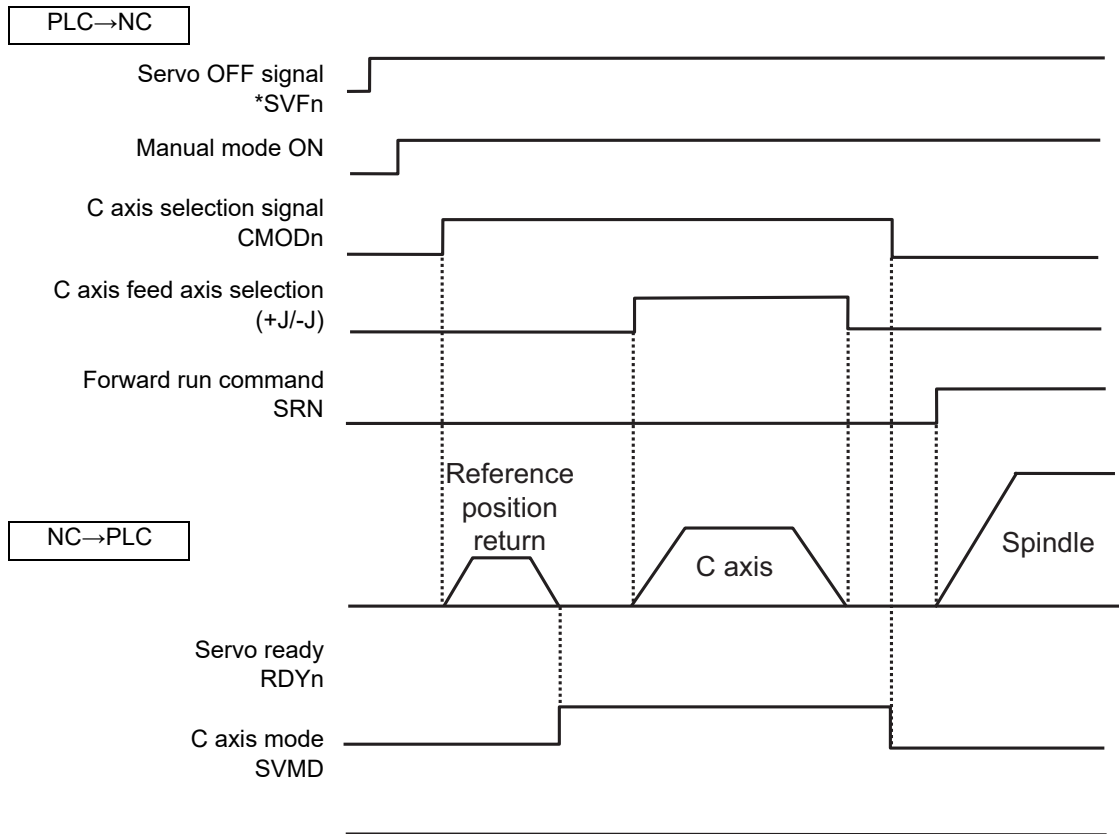 PLC→NC
Servo OFF signal
*SVFn
Manual mode ON
C axis selection signal
CMODn
C axis feed axis selection
(+J/-J)
Forward run command
SRN
Reference
position
return
NC→PLC
C axis
Spindle
Servo ready
RDYn
C axis mode
SVMD